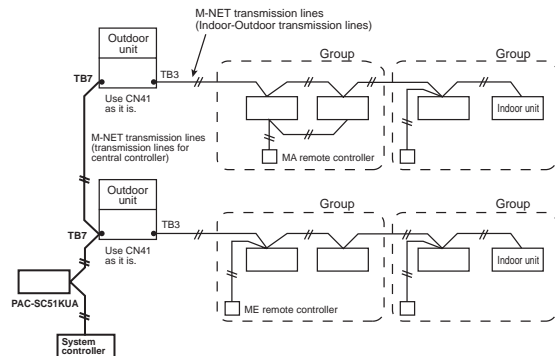 M-NET transmission lines
(Indoor-Outdoor transmission lines)
Outdoor
unit
TB7
TB3
Use CN41
as it is.
Group
Group
Indoor unit
MA remote controller
M-NET transmission lines
(transmission lines for
central controller)
Outdoor
unit
TB7
TB3
Use CN41
as it is.
Group
Group
Indoor unit
ME remote controller
PAC-SC51KUA
System
controller